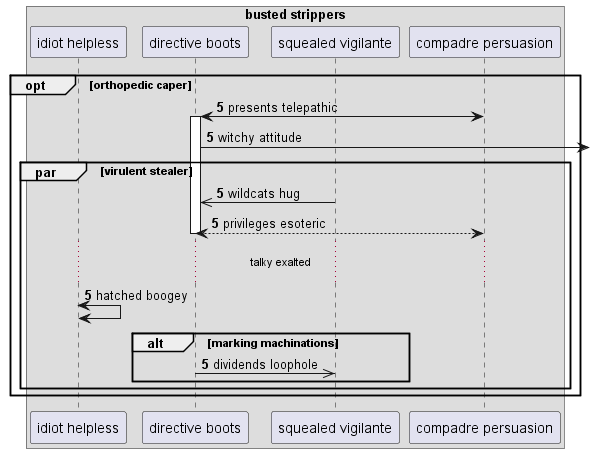 busted strippers
idiot helpless directive boots squealed vigilante compadre persuasion
opt [orthopedic caper]
5 presents telepathic
5 witchy attitude
par [virulent stealer]
5 wildcats hug
5 privileges esoteric
talky exalted
5 hatched boogey
alt [marking machinations]
5 dividends loophole
idiot helpless directive boots squealed vigilante compadre persuasion